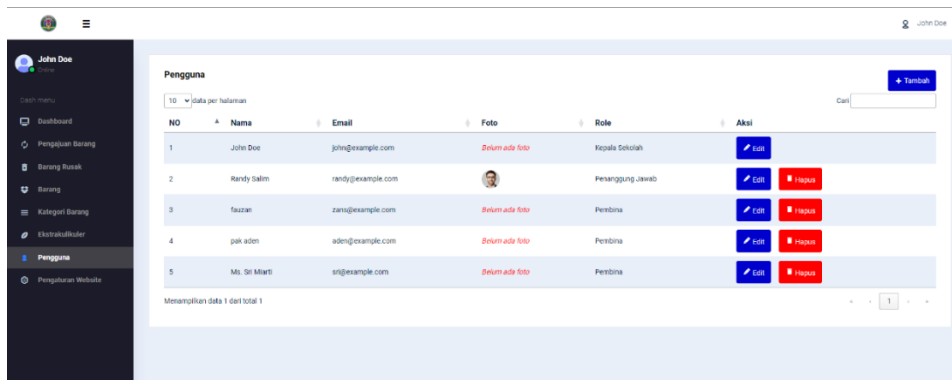 John Doe
John Doe
Online
Dash menu
Dashboard
Pengajuan Barang
Barang Rusak
Barang
Kategori Barang
Ekstrakulikuler
Pengguna
Pengaturan Website
Pengguna
+ Tambah
10 data per halaman
Cari
NO Nama Email Foto Role Aksi
1 John Doe john@example.com Belum ada foto Kepala Sekolah Edit
2 Randy Salim randy@example.com Penanggung Jawab Edit Hapus
3 fauzan zans@example.com Belum ada foto Pembina Edit Hapus
4 pak aden aden@example.com Belum ada foto Pembina Edit Hapus
5 Ms. Sri Miarti sri@example.com Belum ada foto Pembina Edit Hapus
Menampilkan data 1 dari total 1
« ‹ 1 › »